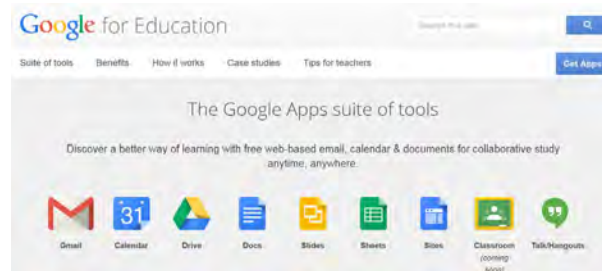 Google for Education
Search this site
Suite of tools Benefits How it works Case studies Tips for teachers Get Apps
The Google Apps suite of tools
Discover a better way of learning with free web-based email, calendar & documents for collaborative study
anytime, anywhere.
31
Gmail Calendar Drive Docs Slides Sheets Sites Classroom Talk/Hangouts
(coming
soon)